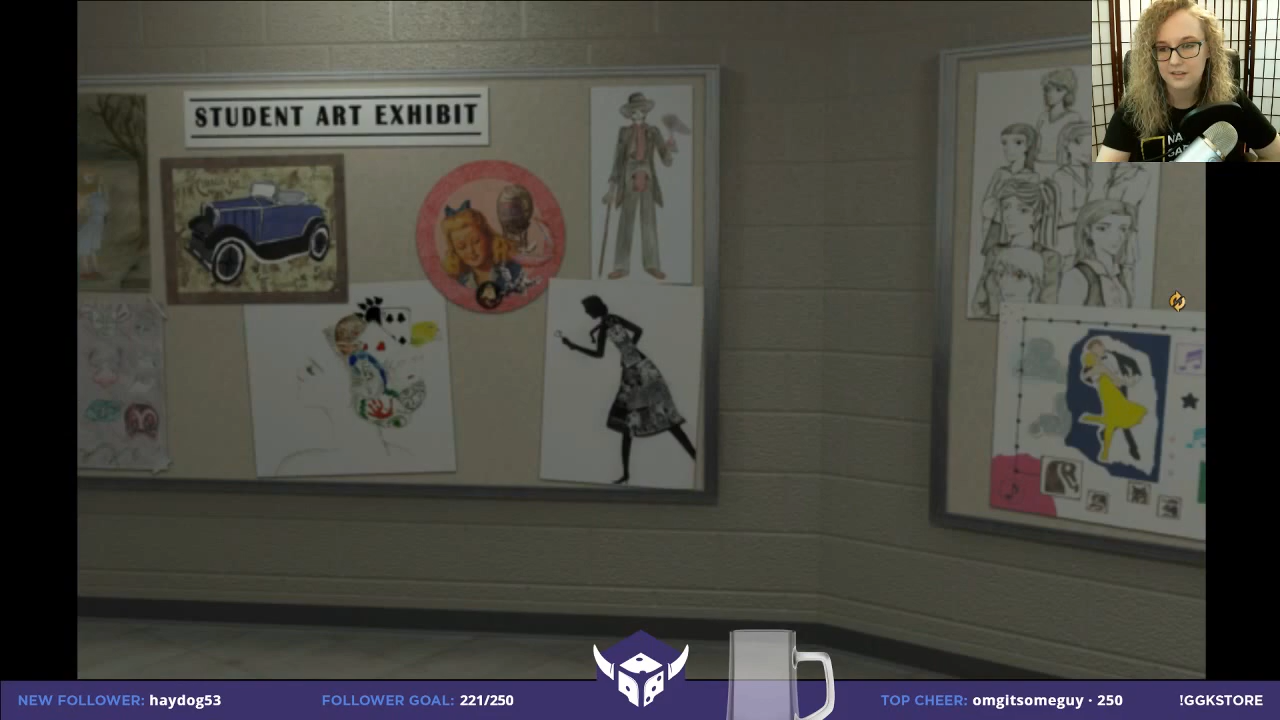 STUDENT ART EXHIBIT
NEW FOLLOWER: haydog53
FOLLOWER GOAL: 221/250
TOP CHEER: omgitsomeguy · 250
!GGKSTORE